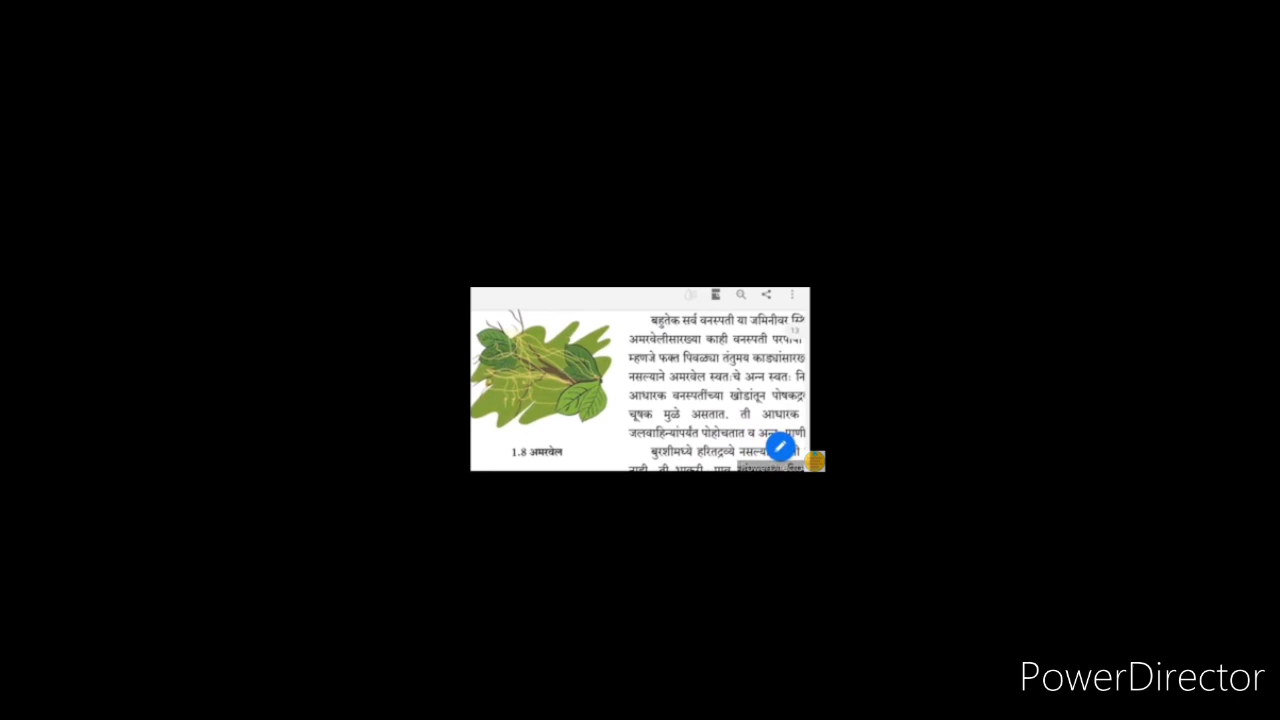 बहुतेक सर्व वनस्पती या जमिनीवर
13
अमरवेलीसारख्या काही वनस्पती
म्हणजे फक्त पिवळ्या तंतुमय काड्यांसारख
नसल्याने अमरवेल स्वतःचे अन्न स्वतः नि
आधारक वनस्पतींच्या खोडांतून पोषकद्र
चूषक मुळे असतात. ती आधारक
जलवाहिन्यांपर्यंत पोहोचतात व अन्न, पाणी
1.8 अमरवेल
बुरशीमध्ये हरितद्रव्ये
PowerDirector